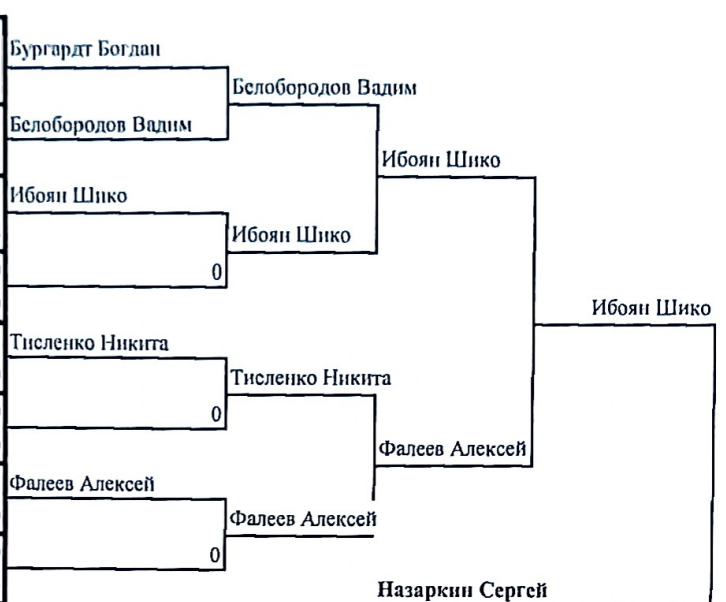 Бургардт Богдан
Белобородов Вадим
Белобородов Вадим
Ибоян Шико
Ибоян Шико
Ибоян Шико
0
Ибоян Шико
Тисленко Никита
Тисленко Никита
0
Фалеев Алексей
Фалеев Алексей
Фалеев Алексей
0
Назаркин Сергей